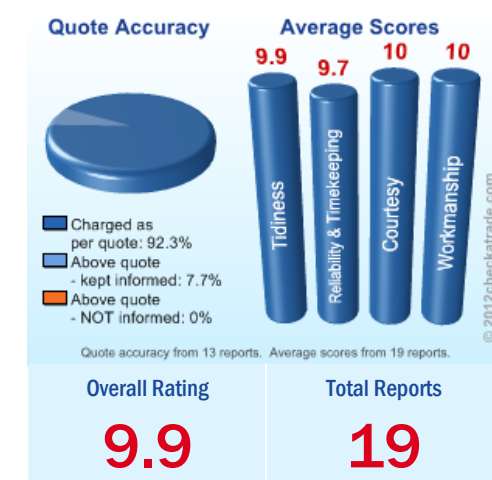 Quote Accuracy
Average Scores
9.9
9.7
10
10
Tidiness
Reliability & Timekeeping
Courtesy
Workmanship
Charged as
per quote: 92.3%
Above quote
- kept informed: 7.7%
Above quote
- NOT informed: 0%
© 2012checkatrade.com
Quote accuracy from 13 reports. Average scores from 19 reports.
Overall Rating
Total Reports
9.9
19